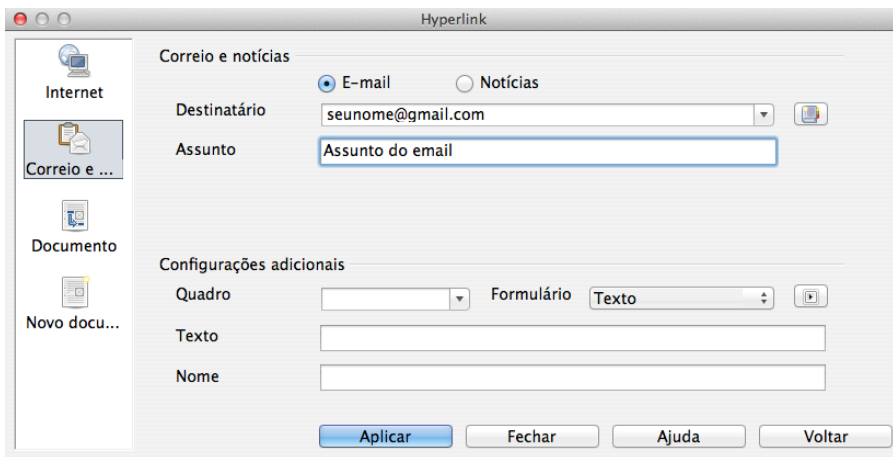 Hyperlink
Internet
Correio e ...
Documento
Novo docu...
Correio e notícias
E-mail Notícias
Destinatário seunome@gmail.com
Assunto Assunto do email
Configurações adicionais
Quadro Formulário Texto
Texto
Nome
Aplicar Fechar Ajuda Voltar